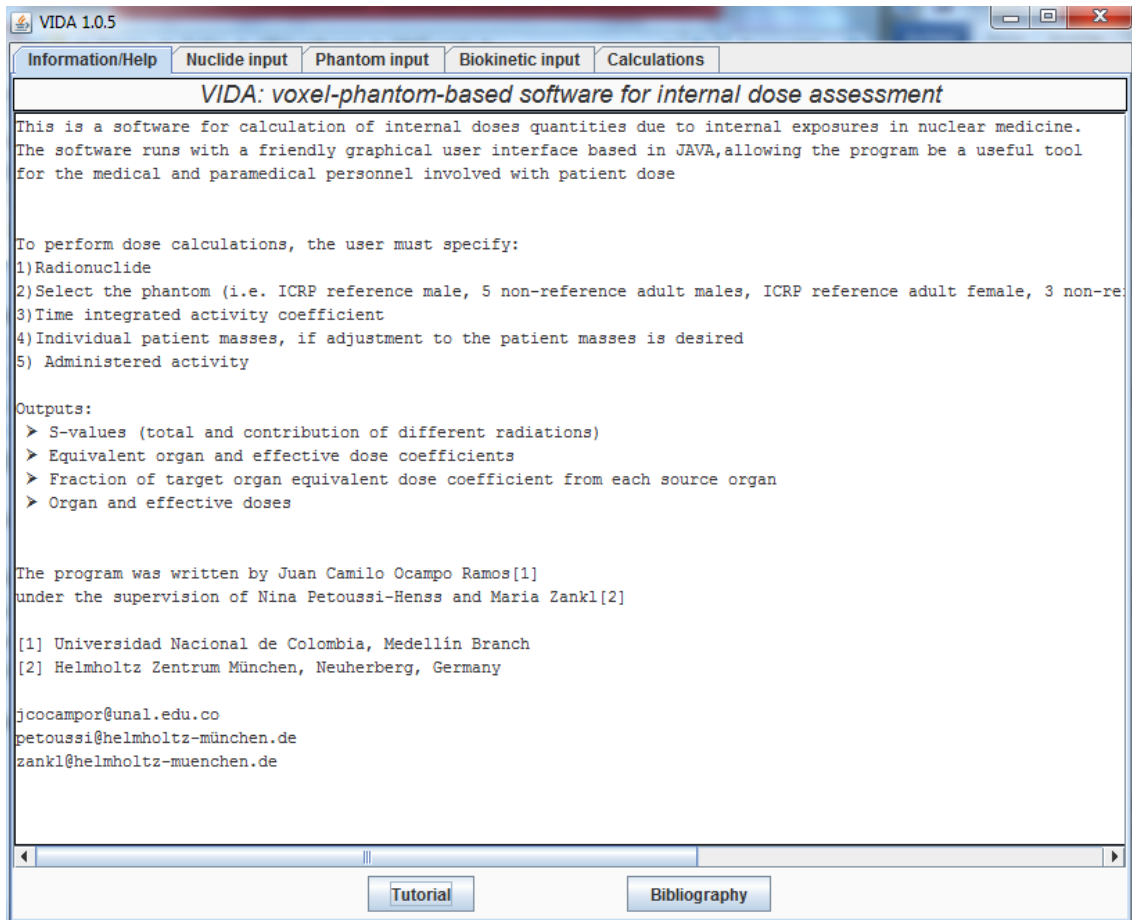 VIDA 1.0.5
Information/Help Nuclide input Phantom input Biokinetic input Calculations
VIDA: voxel-phantom-based software for internal dose assessment
This is a software for calculation of internal doses quantities due to internal exposures in nuclear medicine.
The software runs with a friendly graphical user interface based in JAVA,allowing the program be a useful tool
for the medical and paramedical personnel involved with patient dose
To perform dose calculations, the user must specify:
1)Radionuclide
2)Select the phantom (i.e. ICRP reference male, 5 non-reference adult males, ICRP reference adult female, 3 non-re
3)Time integrated activity coefficient
4)Individual patient masses, if adjustment to the patient masses is desired
5) Administered activity
Outputs:
➤ S-values (total and contribution of different radiations)
➤ Equivalent organ and effective dose coefficients
➤ Fraction of target organ equivalent dose coefficient from each source organ
➤ Organ and effective doses
The program was written by Juan Camilo Ocampo Ramos[1]
under the supervision of Nina Petoussi-Henss and Maria Zankl[2]
[1] Universidad Nacional de Colombia, Medellín Branch
[2] Helmholtz Zentrum München, Neuherberg, Germany
jcocampor@unal.edu.co
petoussi@helmholtz-münchen.de
zankl@helmholtz-muenchen.de
Tutorial Bibliography